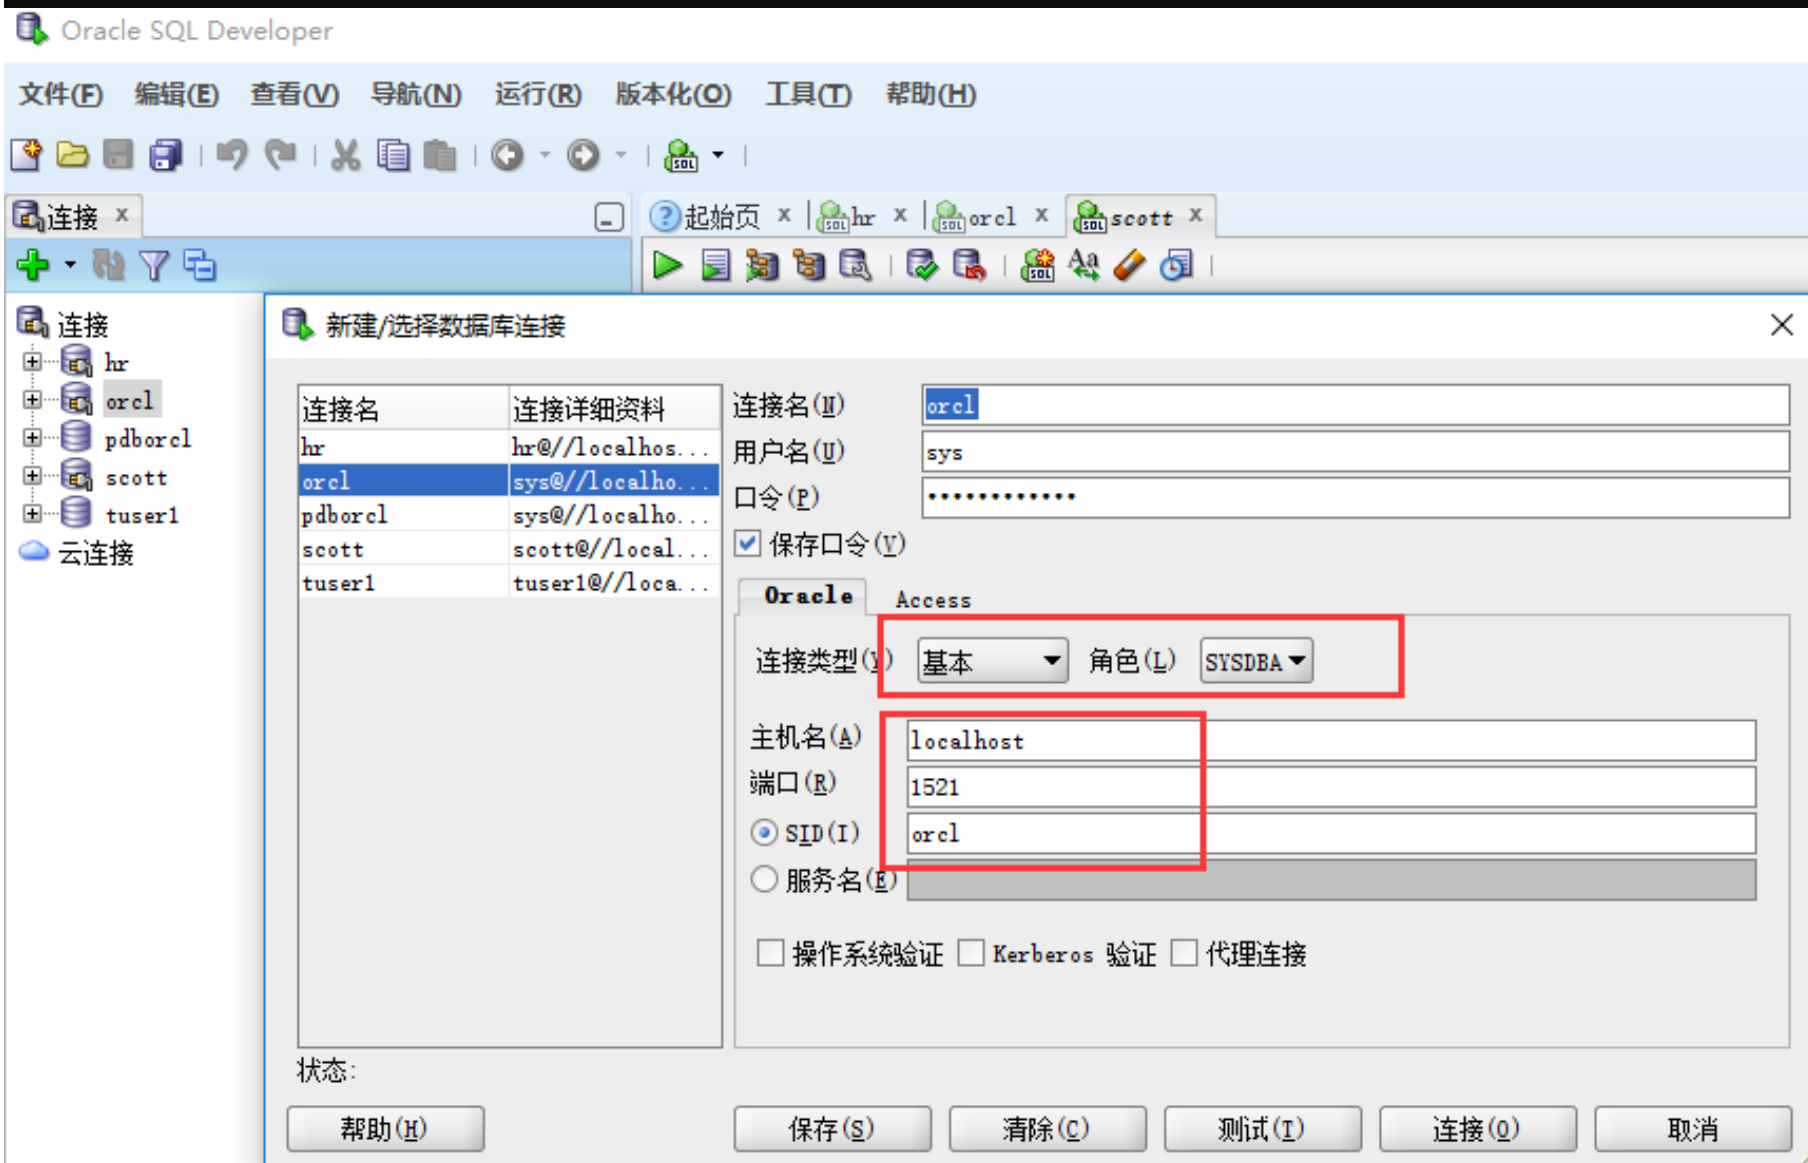 Oracle SQL Developer
文件(F) 编辑(E) 查看(V) 导航(N) 运行(R) 版本化(O) 工具(T) 帮助(H)
SQL
连接 x 起始页 x SQL hr x SQL orcl x SQL scott x
SQL Aa
连接
hr
orcl
pdborcl
scott
tuser1
云连接
新建/选择数据库连接
连接名 连接详细资料
hr hr@//localhos...
orcl sys@//localho...
pdborcl sys@//localho...
scott scott@//local...
tuser1 tuser1@//loca...
连接名(N) orcl
用户名(U) sys
口令(P) ••••••••••••
保存口令(V)
Oracle Access
连接类型(Y) 基本 角色(L) SYSDBA
主机名(A) localhost
端口(R) 1521
SID(I) orcl
服务名(E)
操作系统验证 Kerberos 验证 代理连接
状态:
帮助(H) 保存(S) 清除(C) 测试(T) 连接(O) 取消